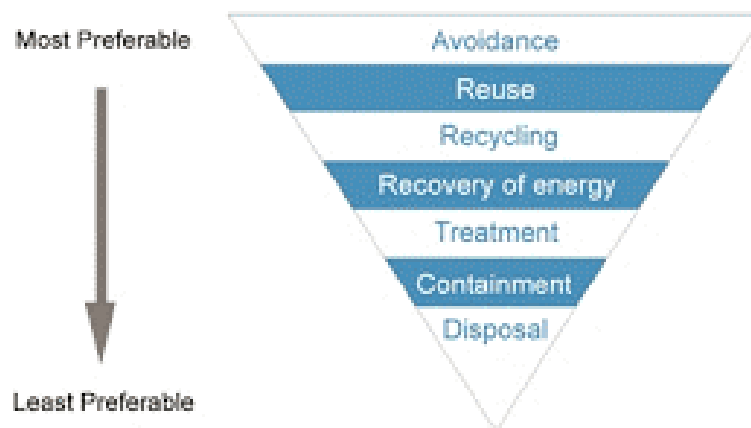 Most Preferable
Avoidance
Reuse
Recycling
Recovery of energy
Treatment
Containment
Disposal
Least Preferable